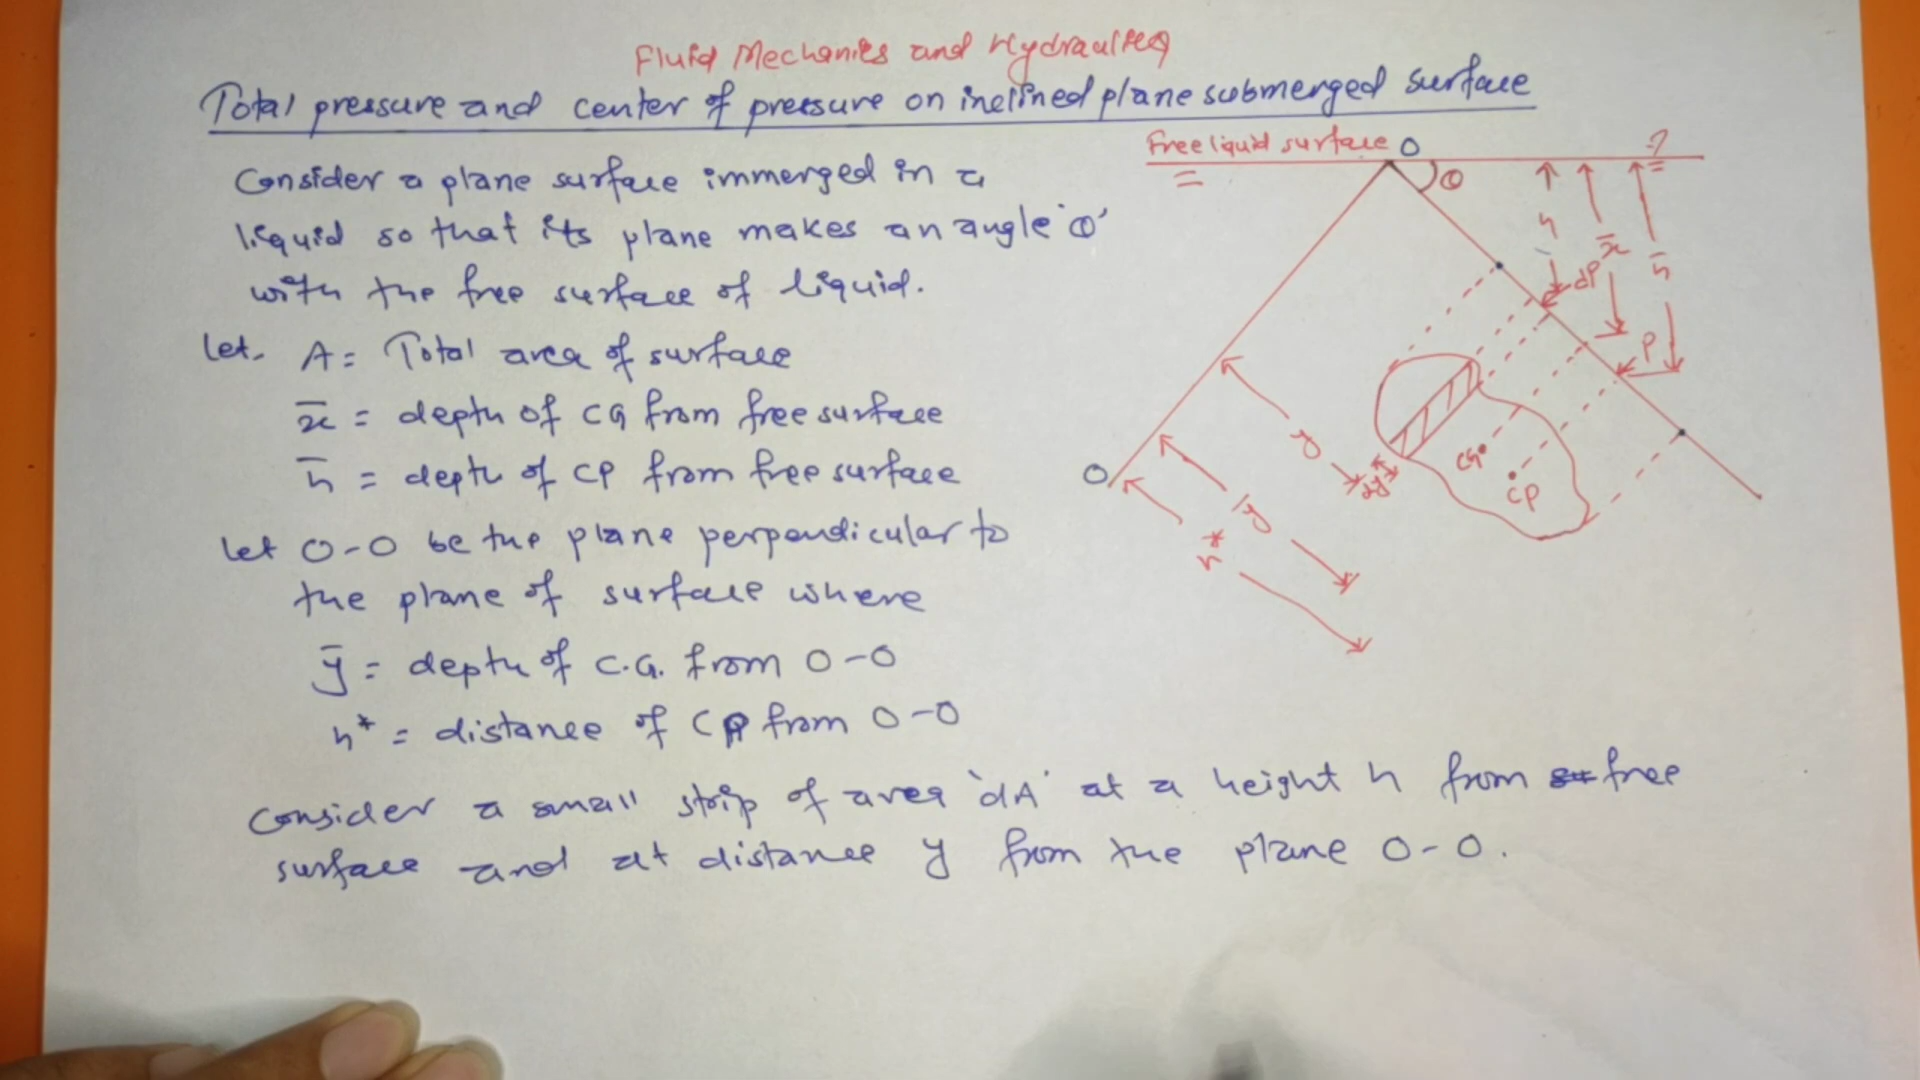 Fluid Mechanics and Hydraulics
Total pressure and center of pressure on inclined plane submerged surface
Consider a plane surface immerged in a
liquid so that its plane makes an angle 'θ'
with the free surface of liquid.
Let. A = Total area of surface
x̄ = depth of CG from free surface
h̄ = depth of CP from free surface
Let O-O be the plane perpendicular to
the plane of surface where
ȳ = depth of C.G. from O-O
h* = distance of CP from O-O
Consider a small strip of area 'dA' at a height h from free
surface and at distance y from the plane O-O.
Free liquid surface O
θ
h
x̄
h̄
dP
P
O
y
dy
ȳ
h*
CG
CP